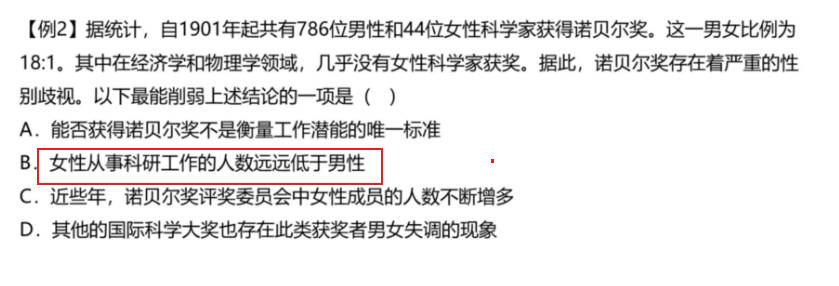 【例2】据统计，自1901年起共有786位男性和44位女性科学家获得诺贝尔奖。这一男女比例为
18:1。其中在经济学和物理学领域，几乎没有女性科学家获奖。据此，诺贝尔奖存在着严重的性
别歧视。以下最能削弱上述结论的一项是（　）
A．能否获得诺贝尔奖不是衡量工作潜能的唯一标准
B．女性从事科研工作的人数远远低于男性
C．近些年，诺贝尔奖评奖委员会中女性成员的人数不断增多
D．其他的国际科学大奖也存在此类获奖者男女失调的现象